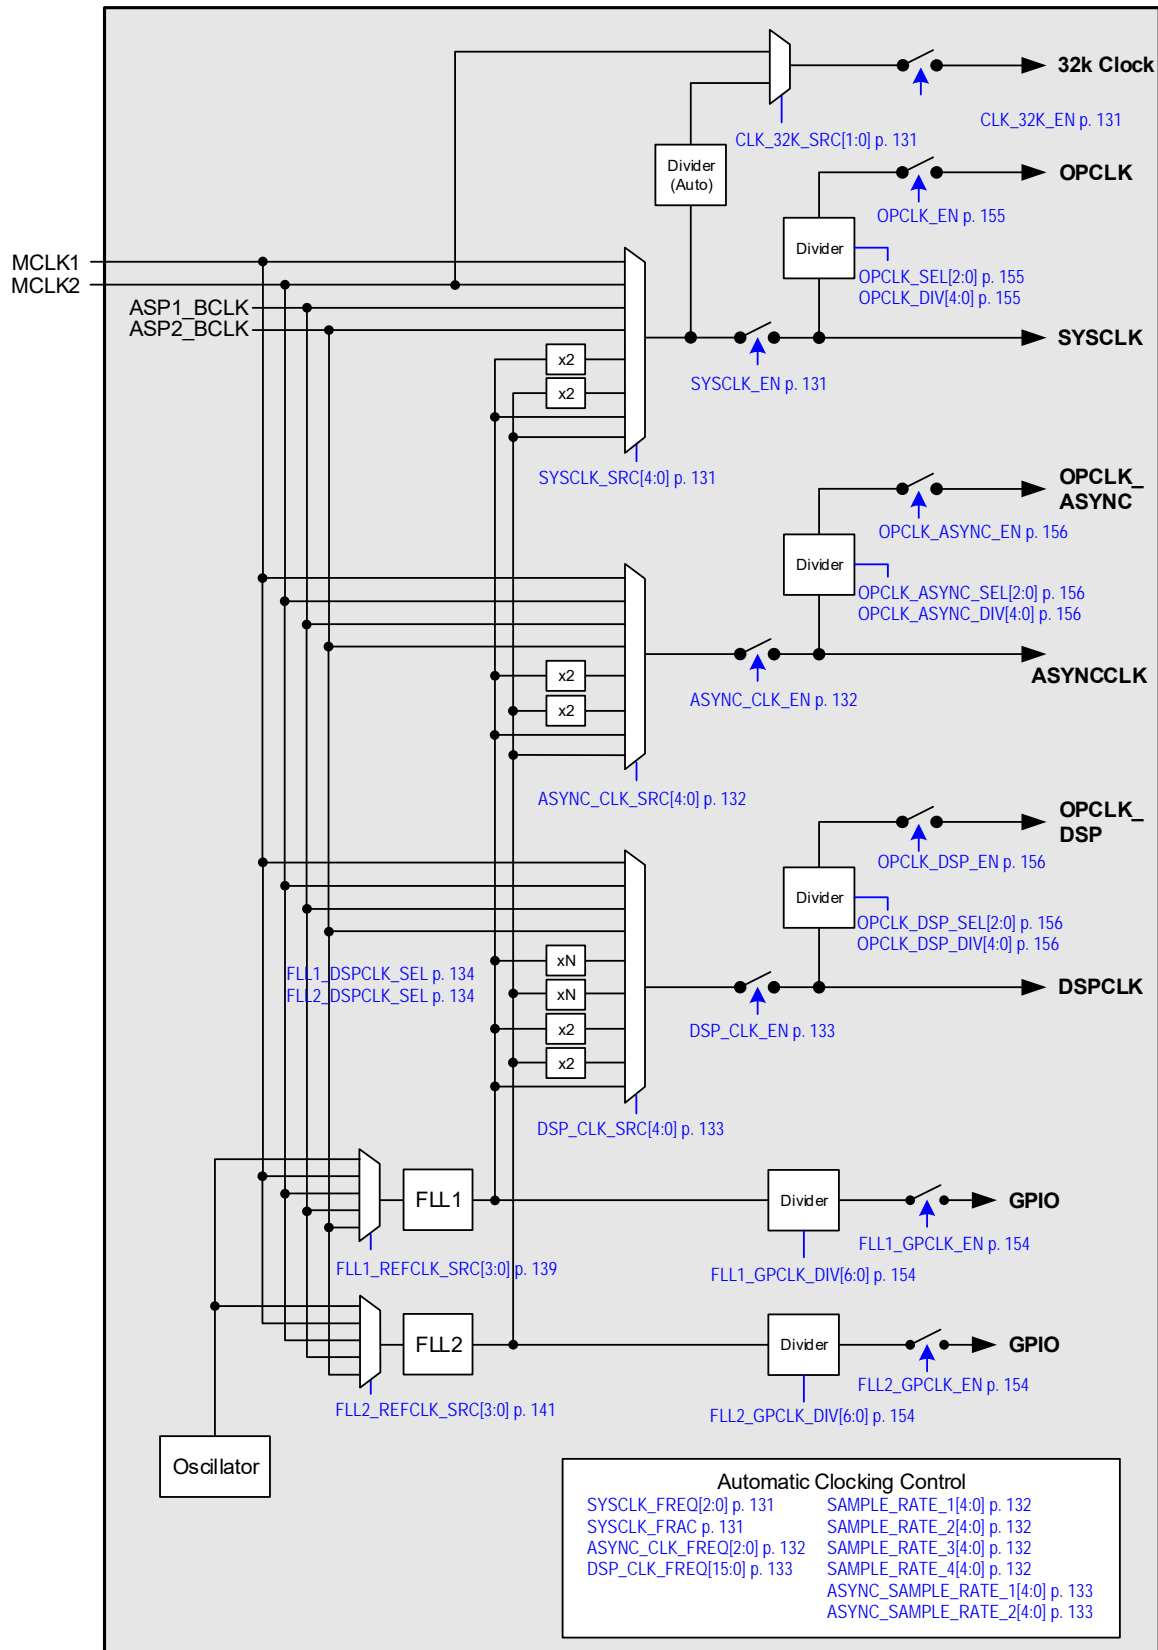 32k Clock
CLK_32K_EN p. 131
CLK_32K_SRC[1:0] p. 131
Divider
(Auto)
OPCLK
OPCLK_EN p. 155
Divider
OPCLK_SEL[2:0] p. 155
OPCLK_DIV[4:0] p. 155
MCLK1
MCLK2
ASP1_BCLK
ASP2_BCLK
SYSCLK
x2
x2
SYSCLK_EN p. 131
SYSCLK_SRC[4:0] p. 131
OPCLK_
ASYNC
OPCLK_ASYNC_EN p. 156
Divider
OPCLK_ASYNC_SEL[2:0] p. 156
OPCLK_ASYNC_DIV[4:0] p. 156
ASYNCCLK
x2
x2
ASYNC_CLK_EN p. 132
ASYNC_CLK_SRC[4:0] p. 132
OPCLK_
DSP
OPCLK_DSP_EN p. 156
Divider
OPCLK_DSP_SEL[2:0] p. 156
OPCLK_DSP_DIV[4:0] p. 156
FLL1_DSPCLK_SEL p. 134
FLL2_DSPCLK_SEL p. 134
xN
xN
x2
x2
DSPCLK
DSP_CLK_EN p. 133
DSP_CLK_SRC[4:0] p. 133
FLL1
Divider
GPIO
FLL1_GPCLK_EN p. 154
FLL1_REFCLK_SRC[3:0] p. 139
FLL1_GPCLK_DIV[6:0] p. 154
FLL2
Divider
GPIO
FLL2_GPCLK_EN p. 154
FLL2_REFCLK_SRC[3:0] p. 141
FLL2_GPCLK_DIV[6:0] p. 154
Oscillator
Automatic Clocking Control
SYSCLK_FREQ[2:0] p. 131
SYSCLK_FRAC p. 131
ASYNC_CLK_FREQ[2:0] p. 132
DSP_CLK_FREQ[15:0] p. 133
SAMPLE_RATE_1[4:0] p. 132
SAMPLE_RATE_2[4:0] p. 132
SAMPLE_RATE_3[4:0] p. 132
SAMPLE_RATE_4[4:0] p. 132
ASYNC_SAMPLE_RATE_1[4:0] p. 133
ASYNC_SAMPLE_RATE_2[4:0] p. 133